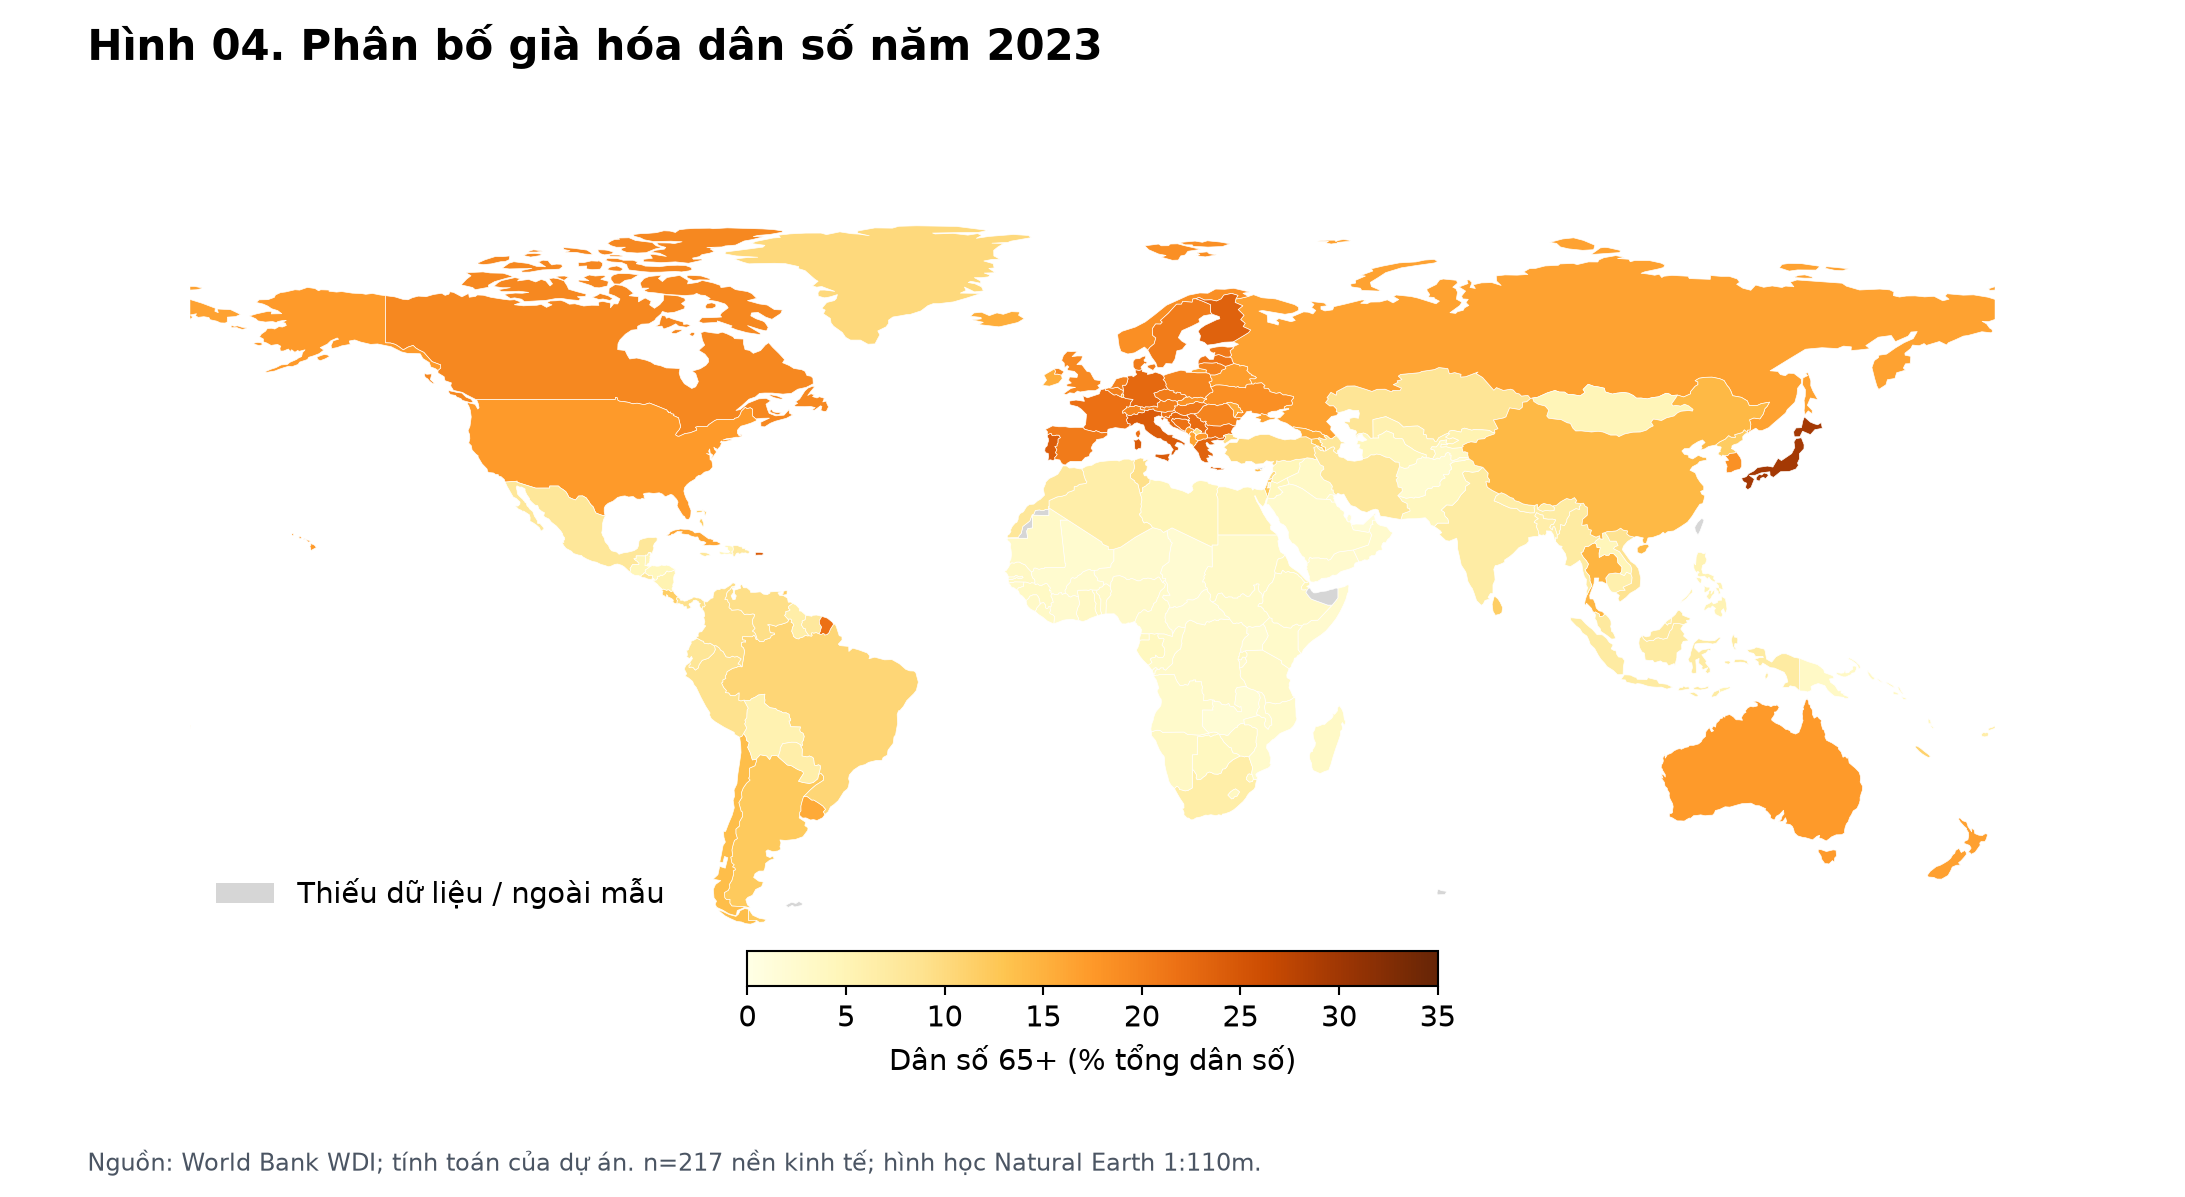 Hình 04. Phân bố già hóa dân số năm 2023
Thiếu dữ liệu / ngoài mẫu
0 5 10 15 20 25 30 35
Dân số 65+ (% tổng dân số)
Nguồn: World Bank WDI; tính toán của dự án. n=217 nền kinh tế; hình học Natural Earth 1:110m.